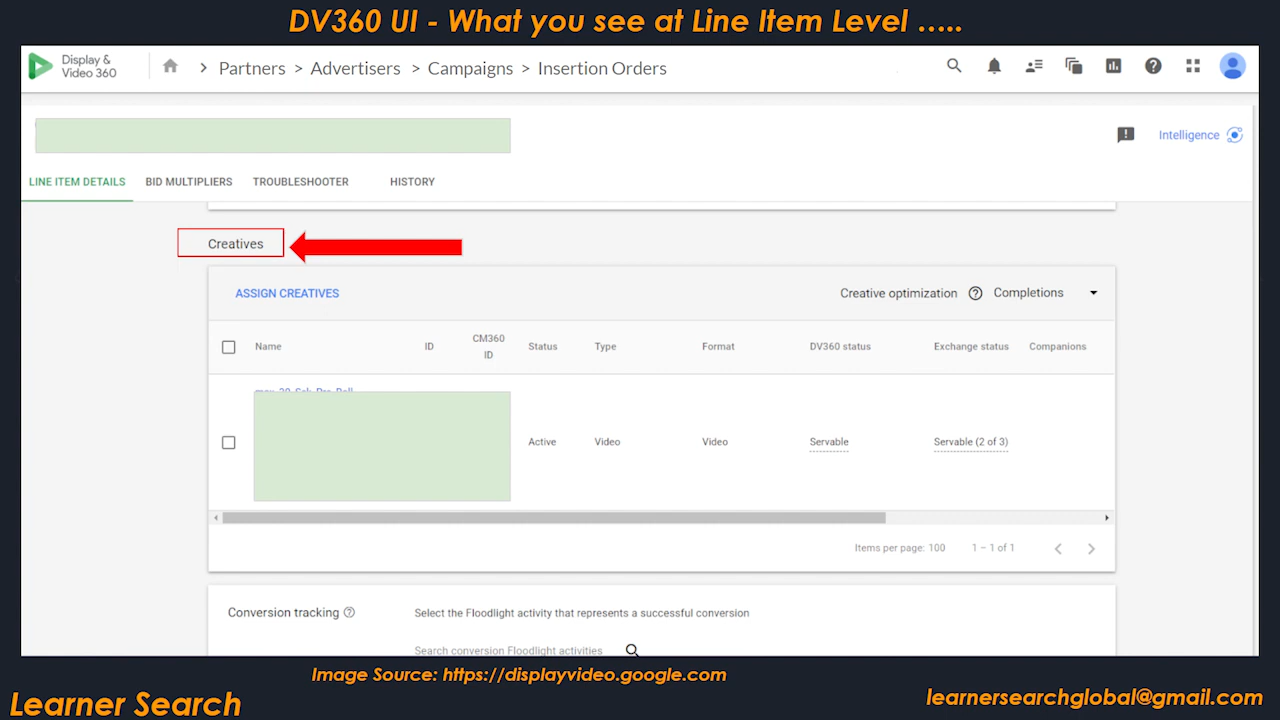 DV360 UI - What you see at Line Item Level .....
Display &
Video 360
> Partners > Advertisers > Campaigns > Insertion Orders
Intelligence
LINE ITEM DETAILS BID MULTIPLIERS TROUBLESHOOTER HISTORY
Creatives
ASSIGN CREATIVES Creative optimization ? Completions
Name ID CM360 ID Status Type Format DV360 status Exchange status Companions
Active Video Video Servable Servable (2 of 3)
Items per page: 100 1 – 1 of 1
Conversion tracking ? Select the Floodlight activity that represents a successful conversion
Search conversion Floodlight activities
Image Source: https://displayvideo.google.com
Learner Search
learnersearchglobal@gmail.com